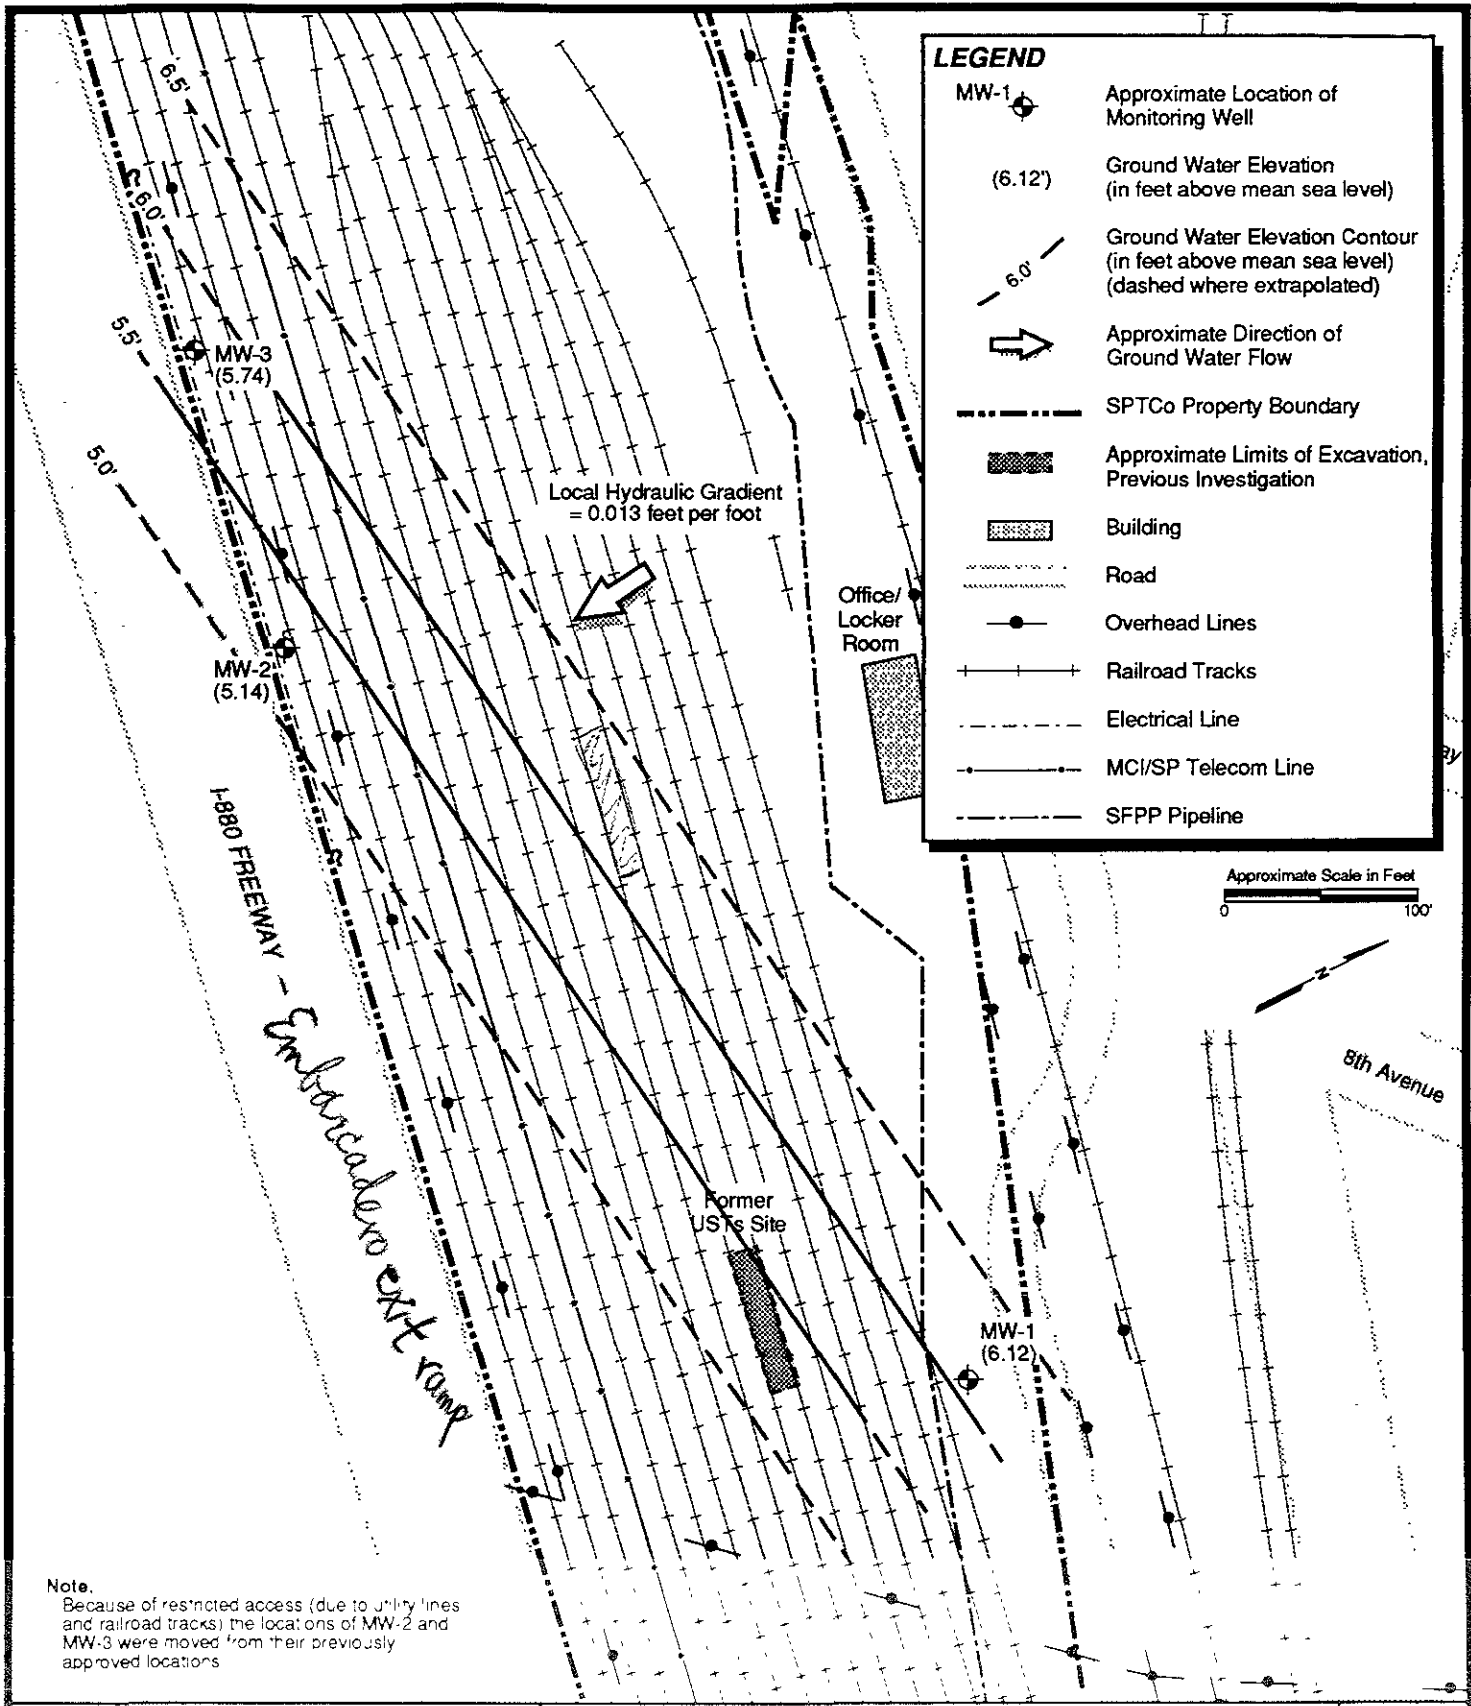 LEGEND
MW-1
Approximate Location of
Monitoring Well
(6.12')
Ground Water Elevation
(in feet above mean sea level)
6.0'
Ground Water Elevation Contour
(in feet above mean sea level)
(dashed where extrapolated)
Approximate Direction of
Ground Water Flow
SPTCo Property Boundary
Approximate Limits of Excavation,
Previous Investigation
Building
Road
Overhead Lines
Railroad Tracks
Electrical Line
MCI/SP Telecom Line
SFPP Pipeline
6.5'
6.0'
5.5'
5.0'
MW-3
(5.74)
Local Hydraulic Gradient
= 0.013 feet per foot
Office/
Locker
Room
MW-2
(5.14)
I-880 FREEWAY - Embarcadero exit ramp
Approximate Scale in Feet
0 100'
N
8th Avenue
Former
USTs Site
MW-1
(6.12)
Note.
Because of restricted access (due to utility lines
and railroad tracks) the locations of MW-2 and
MW-3 were moved from their previously
approved locations